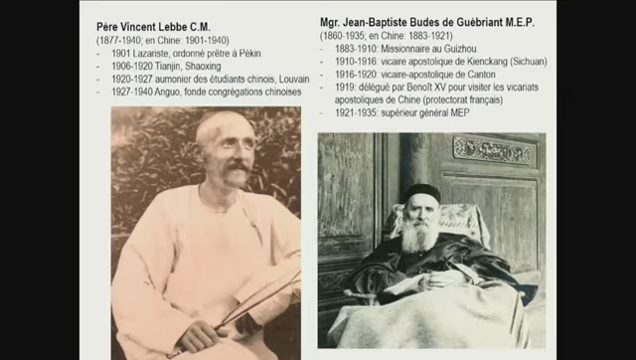 Père Vincent Lebbe C.M.
(1877-1940; en Chine: 1901-1940)
- 1901 Lazariste, ordonné prêtre à Pékin
- 1906-1920 Tianjin, Shaoxing
- 1920-1927 aumonier des étudiants chinois, Louvain
- 1927-1940 Anguo, fonde congrégations chinoises
Mgr. Jean-Baptiste Budes de Guébriant M.E.P.
(1860-1935; en Chine: 1883-1921)
- 1883-1910: Missionnaire au Guizhou
- 1910-1916: vicaire apostolique de Kienckang (Sichuan)
- 1916-1920: vicaire-apostolique de Canton
- 1919: délégué par Benoît XV pour visiter les vicariats
apostoliques de Chine (protectorat français)
- 1921-1935: supérieur général MEP